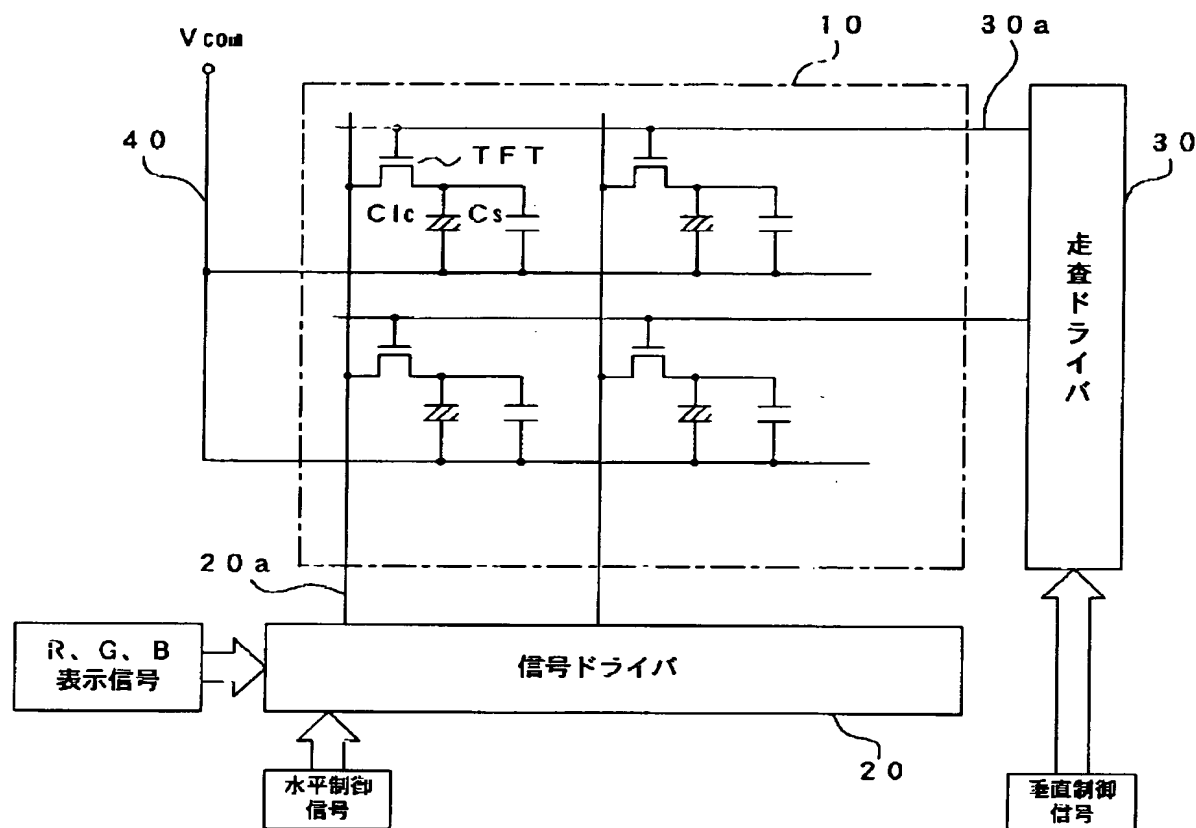 10
30a
Vcom
40
TFT
30
Clc
Cs
走査ドライバ
20a
R、G、B
表示信号
信号ドライバ
20
水平制御
信号
垂直制御
信号